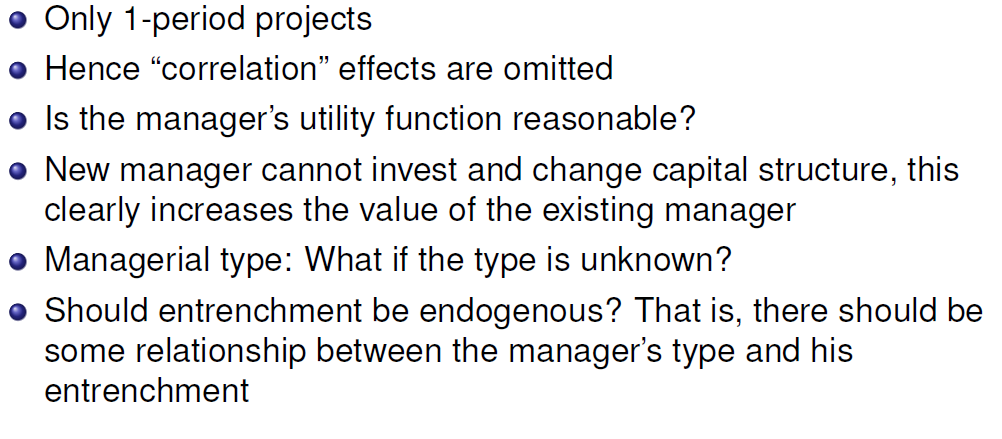 Only 1-period projects
Hence “correlation” effects are omitted
Is the manager’s utility function reasonable?
New manager cannot invest and change capital structure, this
clearly increases the value of the existing manager
Managerial type: What if the type is unknown?
Should entrenchment be endogenous? That is, there should be
some relationship between the manager’s type and his
entrenchment